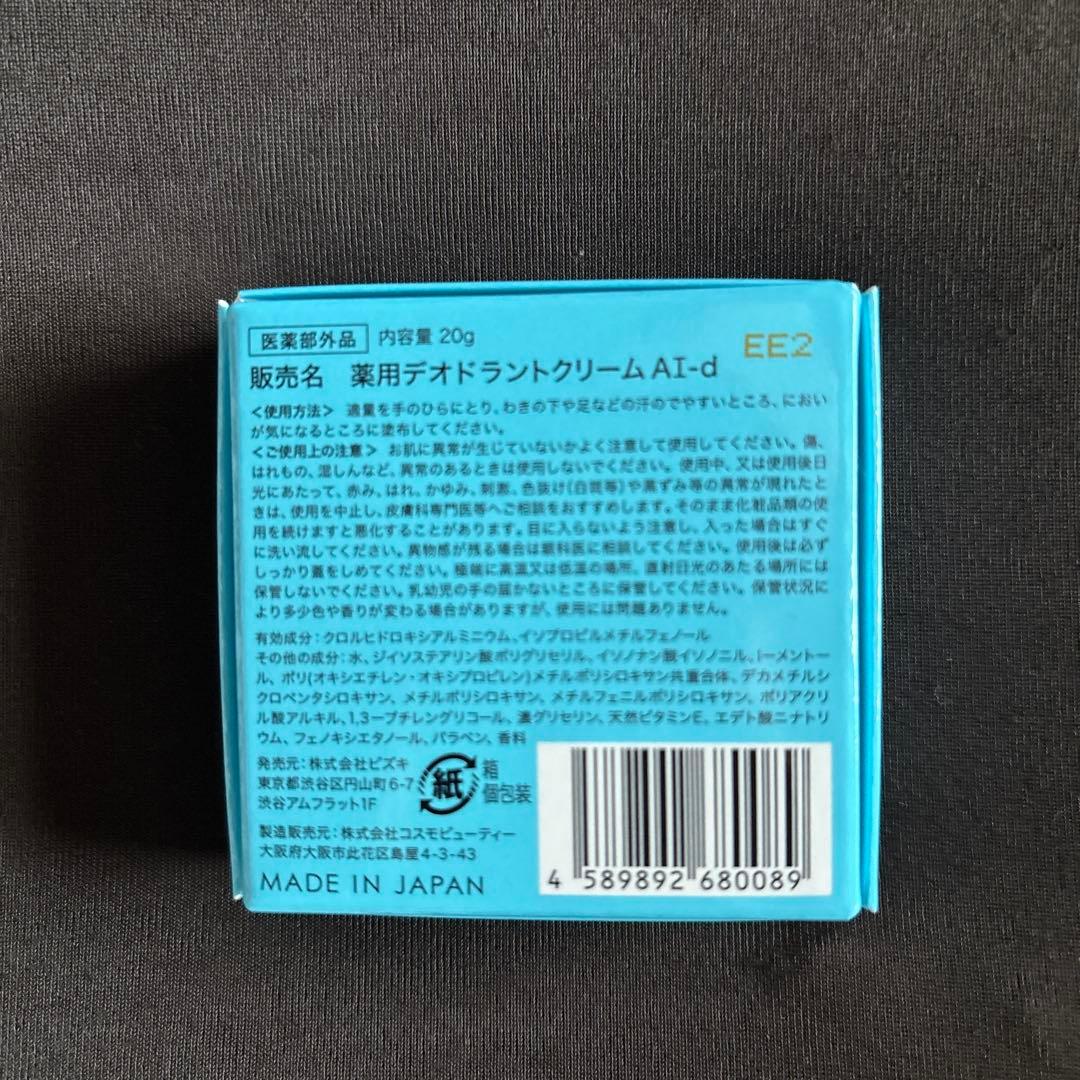 医薬部外品 内容量 20g
EE2
販売名 薬用デオドラントクリームAI-d
<使用方法> 適量を手のひらにとり、わきの下や足などの汗のでやすいところ、におい
が気になるところに塗布してください。
<ご使用上の注意> お肌に異常が生じていないかよく注意して使用してください。傷、
はれもの、湿しんなど、異常のあるときは使用しないでください。使用中、又は使用後日
光にあたって、赤み、はれ、かゆみ、刺激、色抜け(白斑等)や黒ずみ等の異常が現れたと
きは、使用を中止し、皮膚科専門医等へご相談をおすすめします。そのまま化粧品類の使
用を続けますと悪化することがあります。目に入らないよう注意し、入った場合はすぐ
に洗い流してください。異物感が残る場合は眼科医に相談してください。使用後は必ず
しっかり蓋をしめてください。極端に高温又は低温の場所、直射日光のあたる場所には
保管しないでください。乳幼児の手の届かないところに保管してください。保管状況に
より多少色や香りが変わる場合がありますが、使用には問題ありません。
有効成分:クロルヒドロキシアルミニウム、イソプロピルメチルフェノール
その他の成分:水、ジイソステアリン酸ポリグリセリル、イソノナン酸イソノニル、l-メントー
ル、ポリ(オキシエチレン・オキシプロピレン)メチルポリシロキサン共重合体、デカメチルシ
クロペンタシロキサン、メチルポリシロキサン、メチルフェニルポリシロキサン、ポリアクリ
ル酸アルキル、1,3-ブチレングリコール、濃グリセリン、天然ビタミンE、エデト酸二ナトリ
ウム、フェノキシエタノール、パラベン、香料
発売元:株式会社ビズキ
東京都渋谷区円山町6-7
渋谷アムフラット1F
紙
箱
個包装
製造販売元:株式会社コスモビューティー
大阪府大阪市此花区島屋4-3-43
MADE IN JAPAN
4 589892 680089